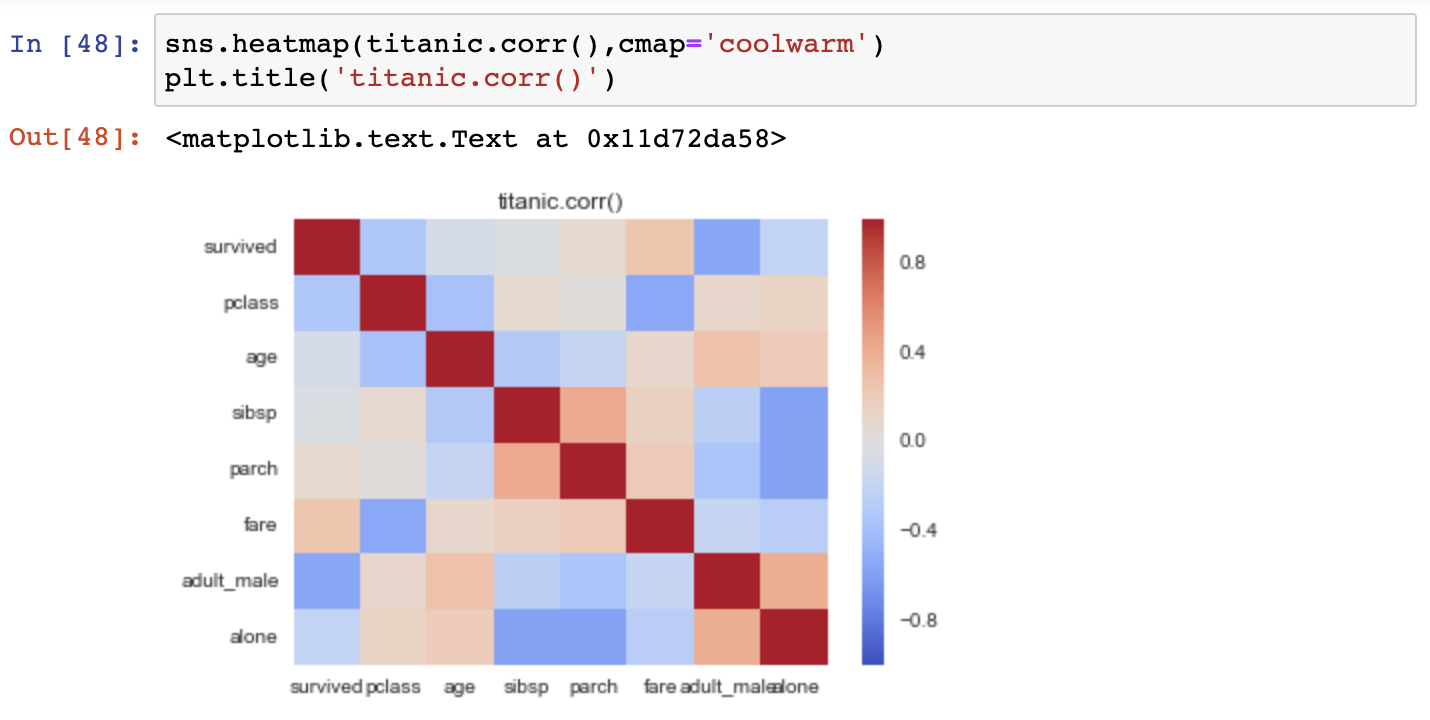 In [48]: sns.heatmap(titanic.corr(),cmap='coolwarm')
plt.title('titanic.corr()')
Out[48]: <matplotlib.text.Text at 0x11d72da58>
titanic.corr()
survived
pclass
age
sibsp
parch
fare
adult_male
alone
survived pclass age sibsp parch fare adult_male alone
0.8
0.4
0.0
−0.4
−0.8